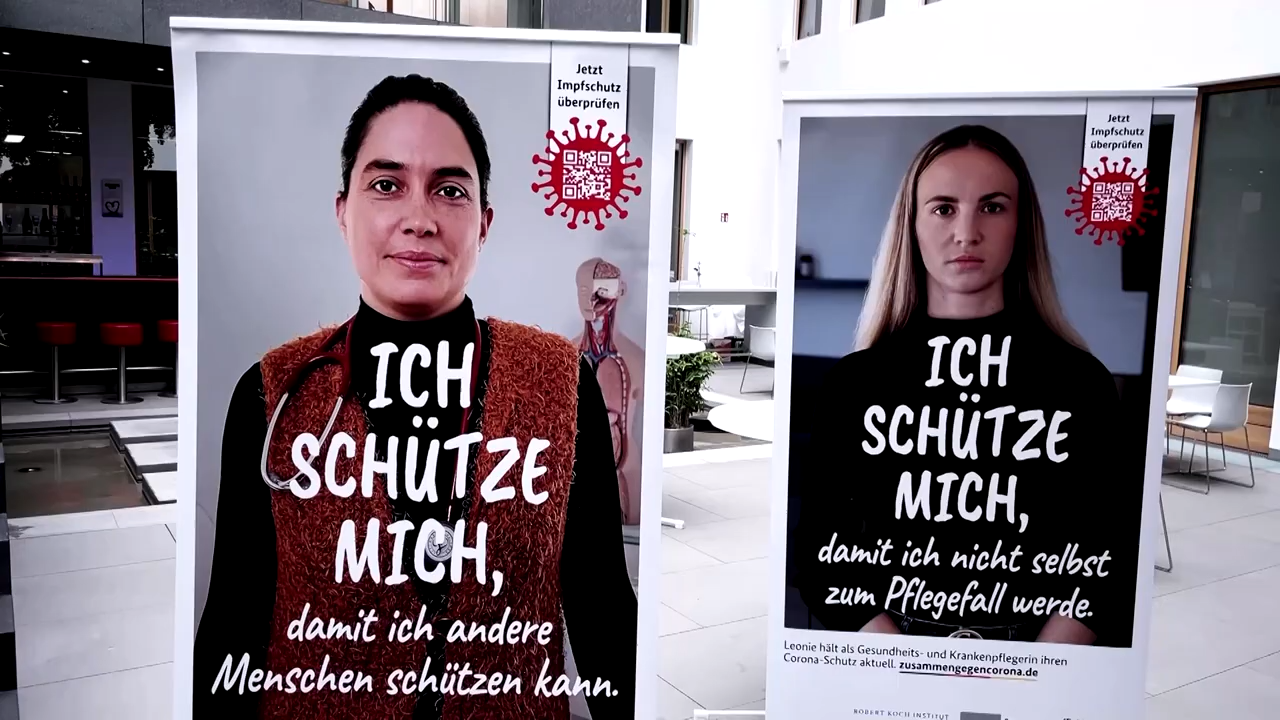 Jetzt
Impfschutz
überprüfen
ICH
SCHÜTZE
MICH,
damit ich andere
Menschen schützen kann.
Jetzt
Impfschutz
überprüfen
ICH
SCHÜTZE
MICH,
damit ich nicht selbst
zum Pflegefall werde.
Leonie hält als Gesundheits- und Krankenpflegerin ihren
Corona-Schutz aktuell. zusammengegencorona.de
ROBERT KOCH INSTITUT